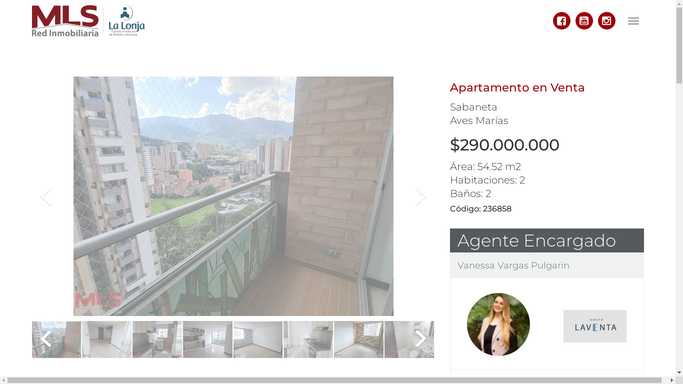 MLS
Red Inmobiliaria
La Lonja
Apartamento en Venta
Sabaneta
Aves Marías
$290.000.000
Área: 54.52 m2
Habitaciones: 2
Baños: 2
Código: 236858
Agente Encargado
Vanessa Vargas Pulgarin
LAVENTA
MLS